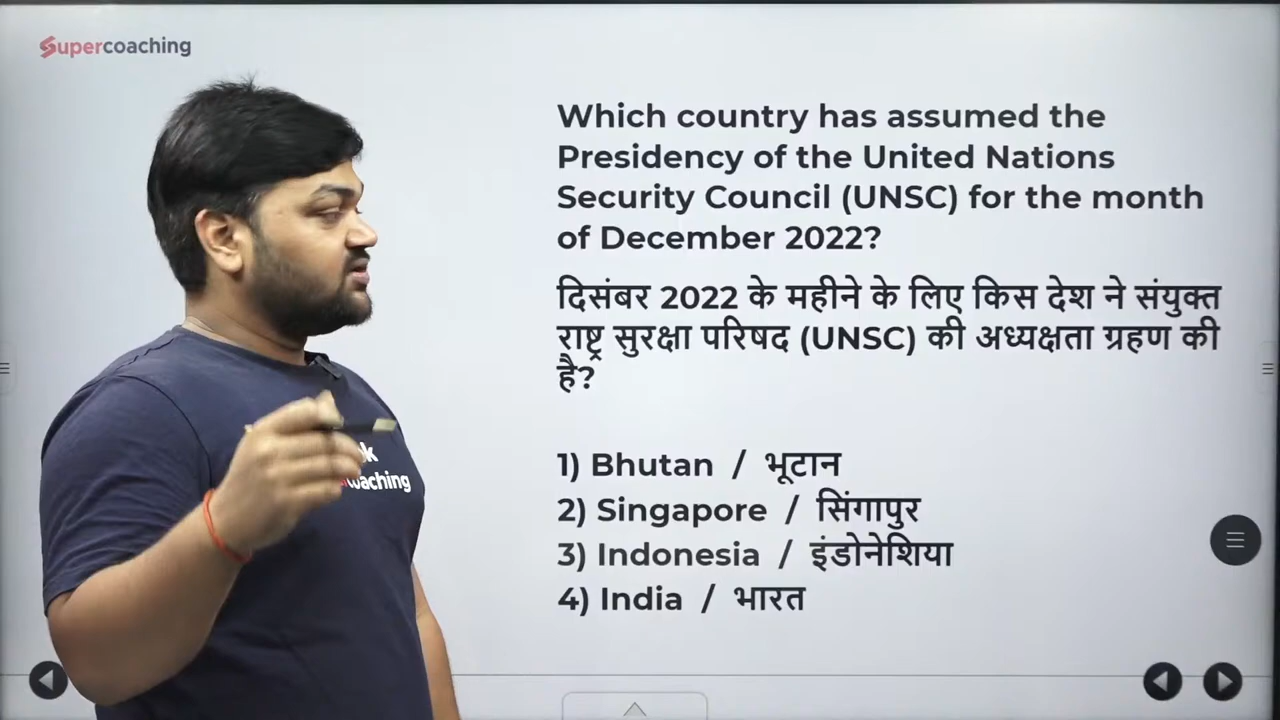 Supercoaching
Which country has assumed the
Presidency of the United Nations
Security Council (UNSC) for the month
of December 2022?
दिसंबर 2022 के महीने के लिए किस देश ने संयुक्त
राष्ट्र सुरक्षा परिषद (UNSC) की अध्यक्षता ग्रहण की
है?
1) Bhutan / भूटान
2) Singapore / सिंगापुर
3) Indonesia / इंडोनेशिया
4) India / भारत
k
coaching